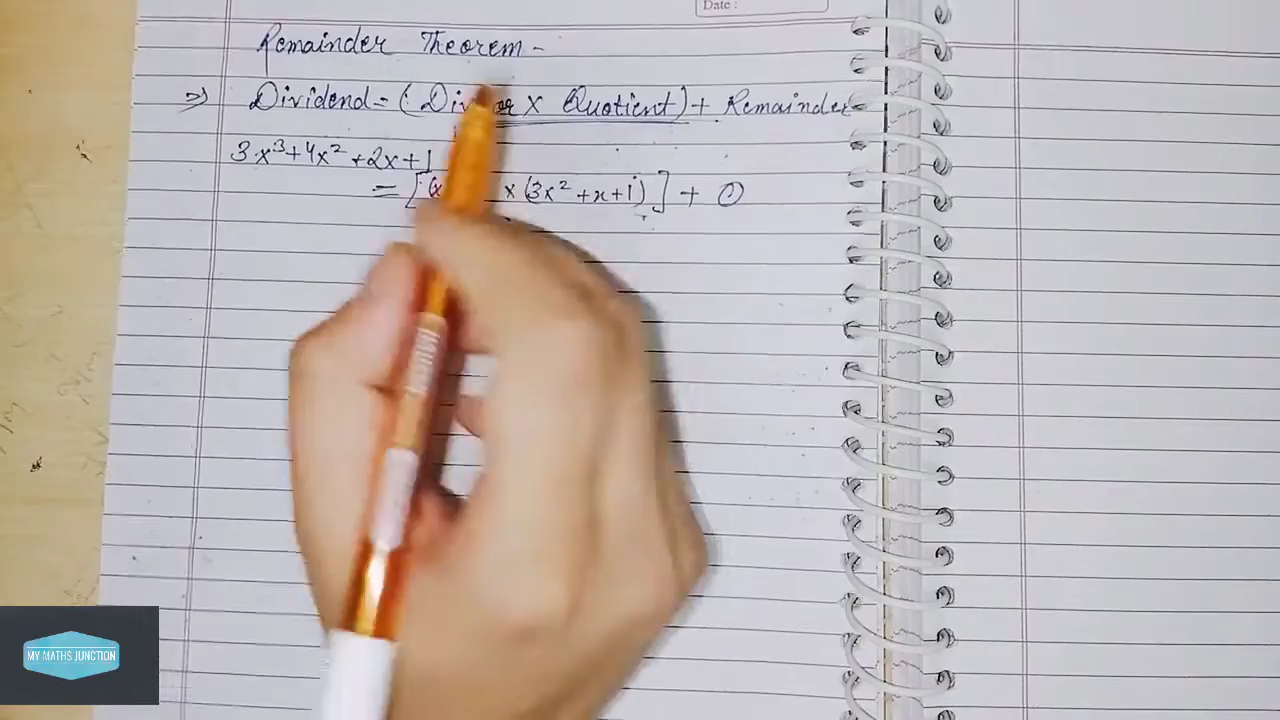 Date :
Remainder Theorem -
⇒ Dividend = ( Divisor X Quotient) + Remainder
3x³+4x² +2x+1
= [(x × (3x² +x+1)] + 0
MY MATHS JUNCTION